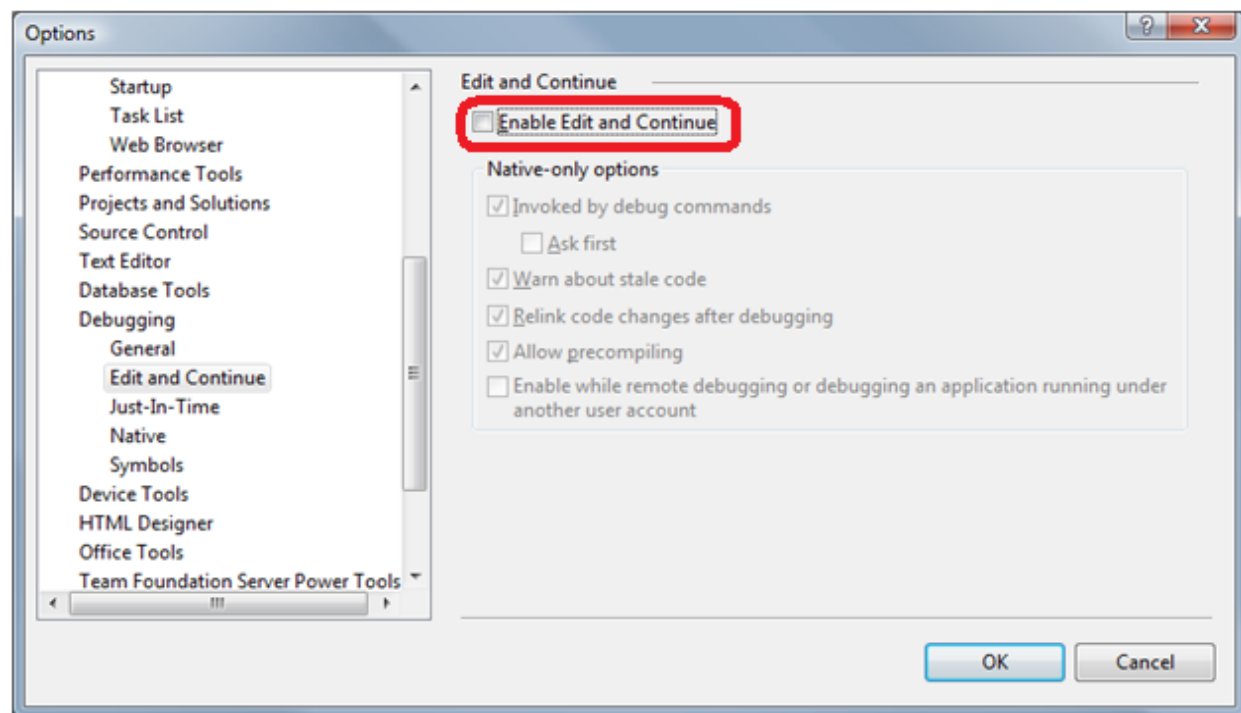 Options
Startup
Task List
Web Browser
Performance Tools
Projects and Solutions
Source Control
Text Editor
Database Tools
Debugging
General
Edit and Continue
Just-In-Time
Native
Symbols
Device Tools
HTML Designer
Office Tools
Team Foundation Server Power Tools
Edit and Continue
Enable Edit and Continue
Native-only options
Invoked by debug commands
Ask first
Warn about stale code
Relink code changes after debugging
Allow precompiling
Enable while remote debugging or debugging an application running under
another user account
OK
Cancel